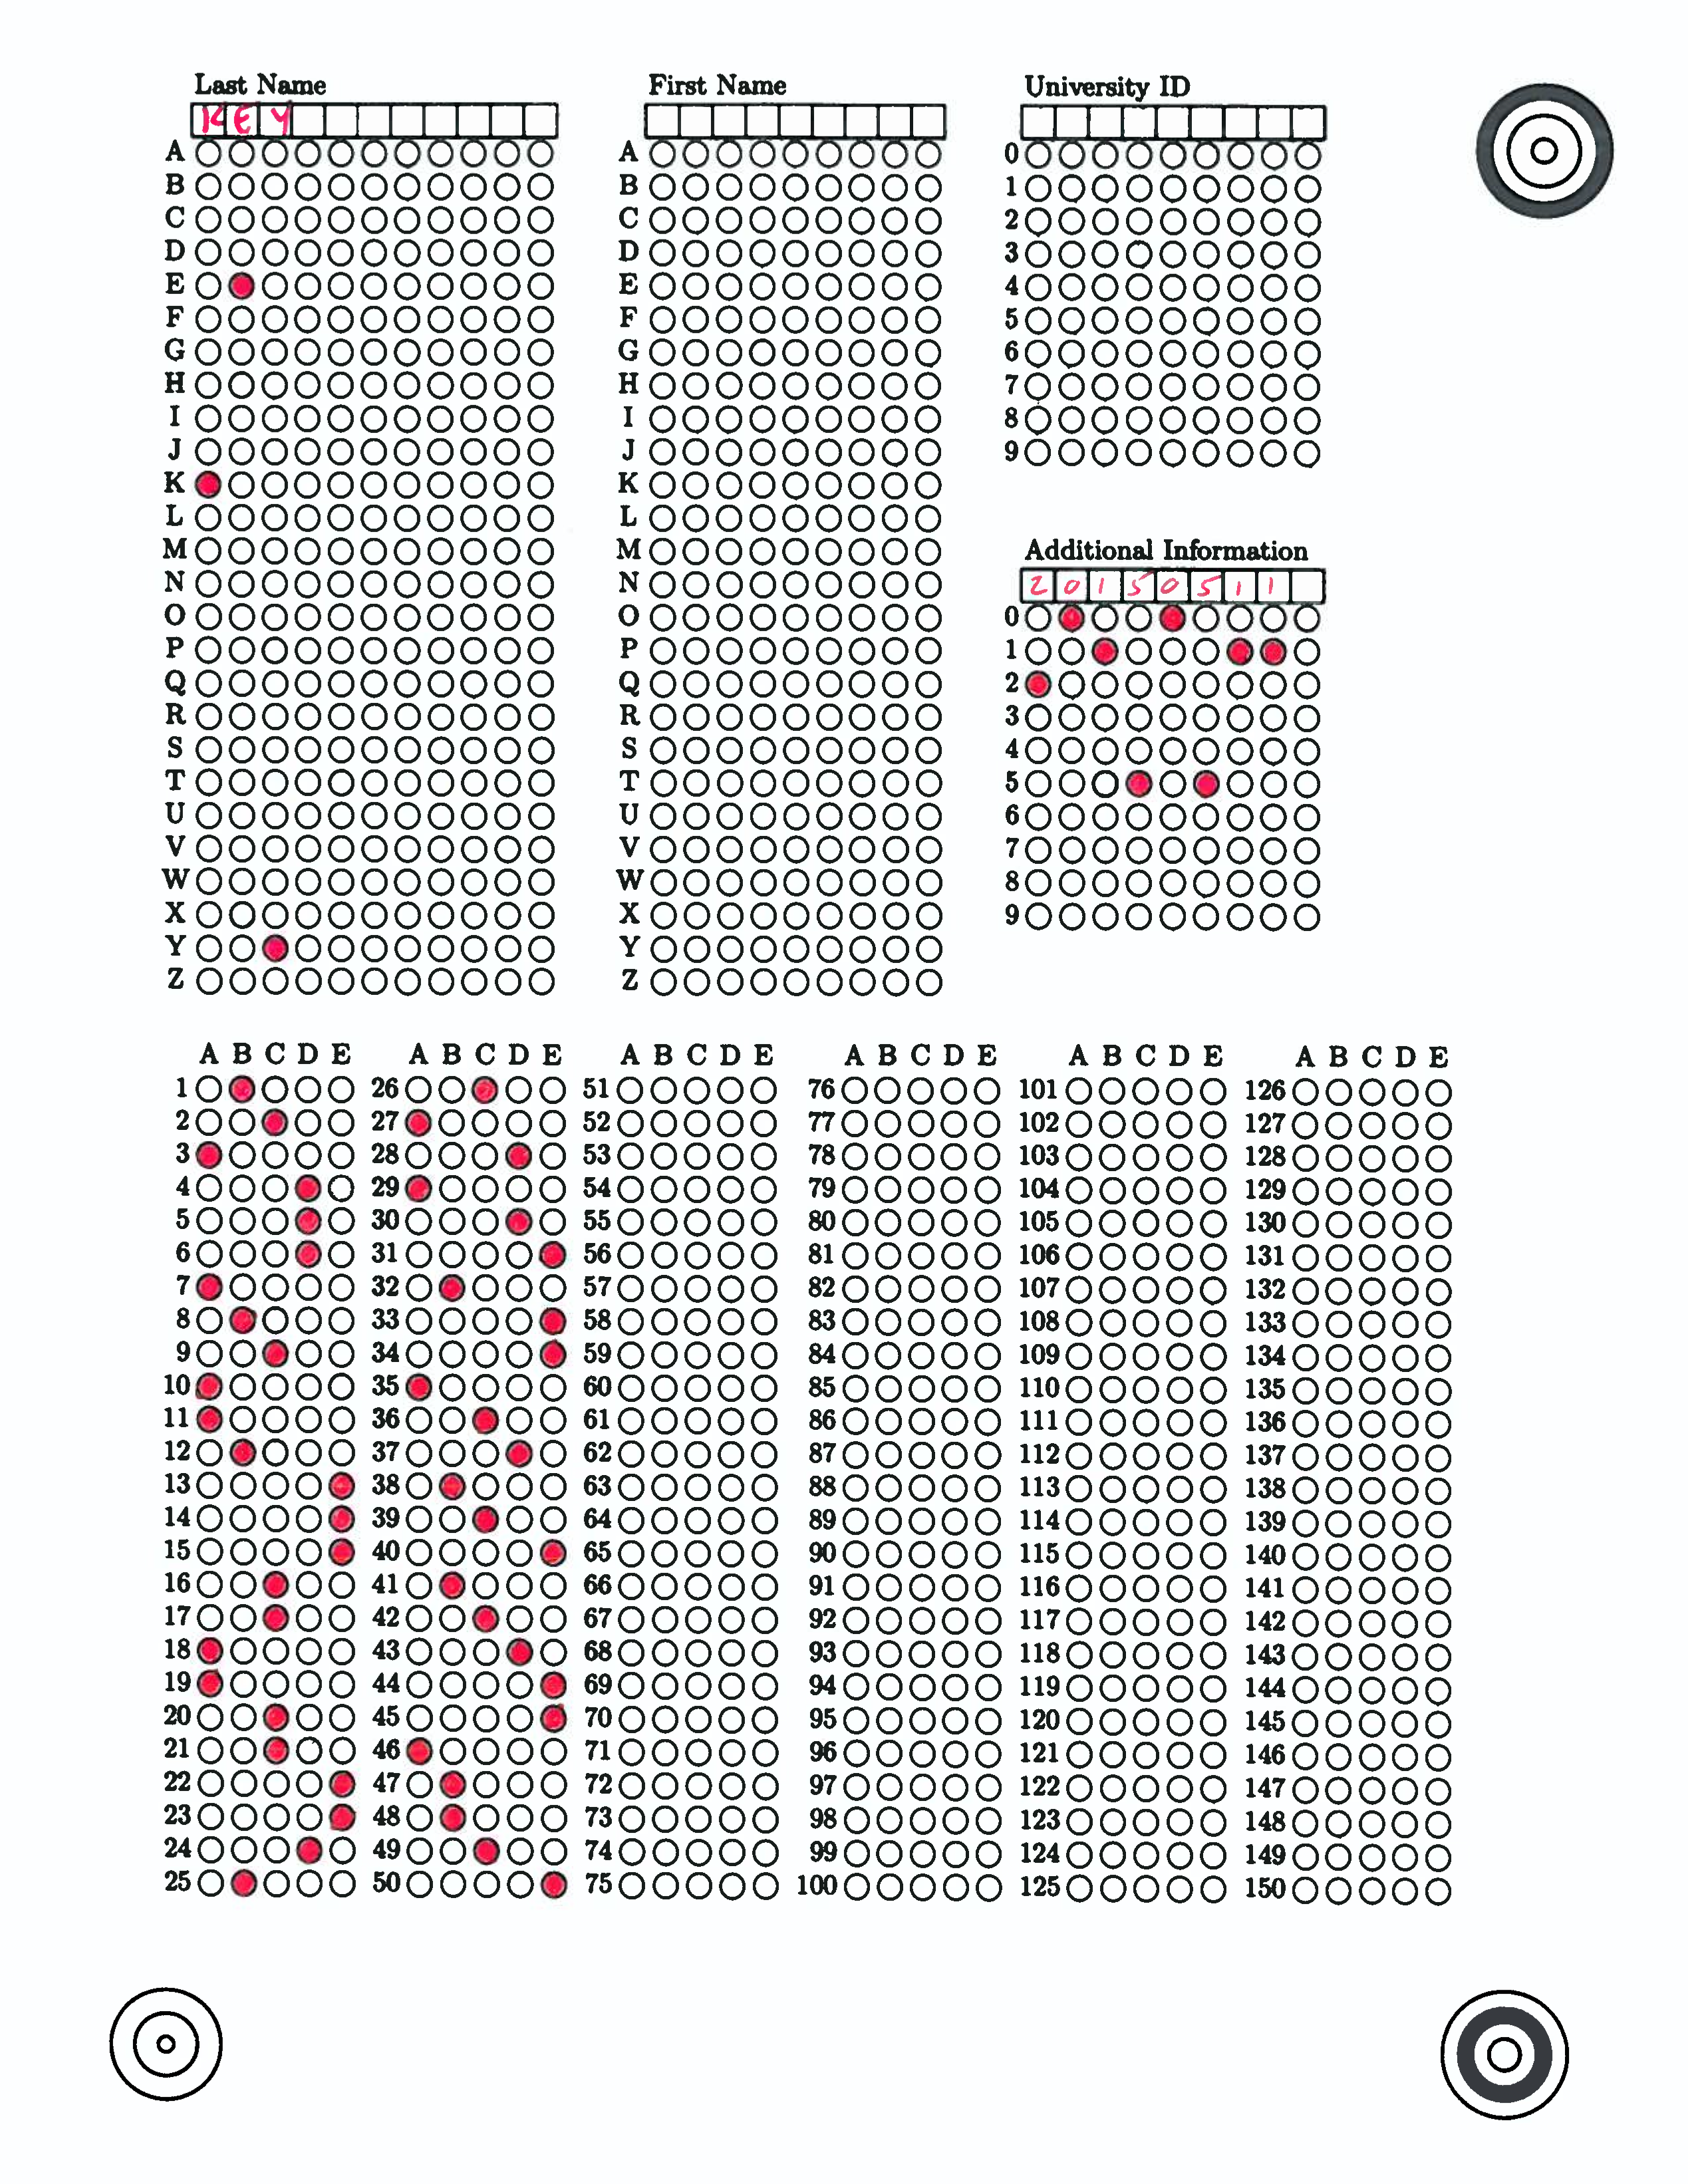 Last Name First Name University ID
KEY
A A 0
B B 1
C C 2
D D 3
E E 4
F F 5
G G 6
H H 7
I I 8
J J 9
K K
L L
M M Additional Information
N N 2 0 1 5 0 5 1 1
O O 0
P P 1
Q Q 2
R R 3
S S 4
T T 5
U U 6
V V 7
W W 8
X X 9
Y Y
Z Z
A B C D E A B C D E A B C D E A B C D E A B C D E A B C D E
1 26 51 76 101 126
2 27 52 77 102 127
3 28 53 78 103 128
4 29 54 79 104 129
5 30 55 80 105 130
6 31 56 81 106 131
7 32 57 82 107 132
8 33 58 83 108 133
9 34 59 84 109 134
10 35 60 85 110 135
11 36 61 86 111 136
12 37 62 87 112 137
13 38 63 88 113 138
14 39 64 89 114 139
15 40 65 90 115 140
16 41 66 91 116 141
17 42 67 92 117 142
18 43 68 93 118 143
19 44 69 94 119 144
20 45 70 95 120 145
21 46 71 96 121 146
22 47 72 97 122 147
23 48 73 98 123 148
24 49 74 99 124 149
25 50 75 100 125 150